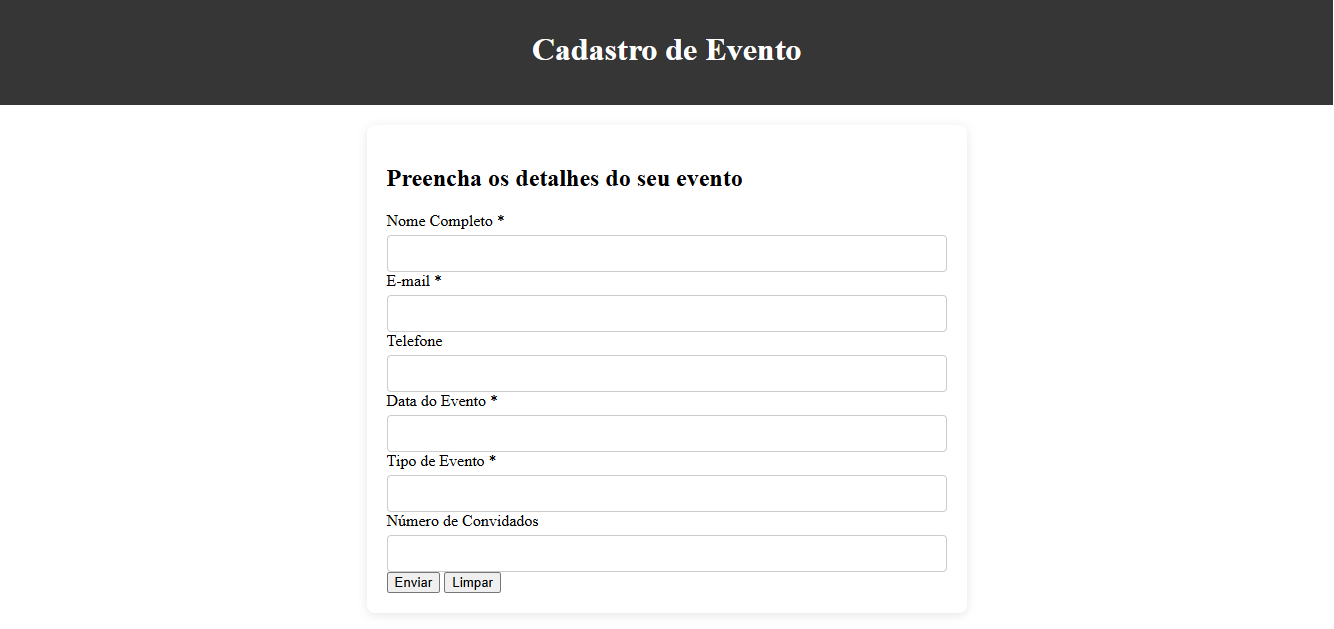 Cadastro de Evento
Preencha os detalhes do seu evento
Nome Completo *
E-mail *
Telefone
Data do Evento *
Tipo de Evento *
Número de Convidados
Enviar Limpar